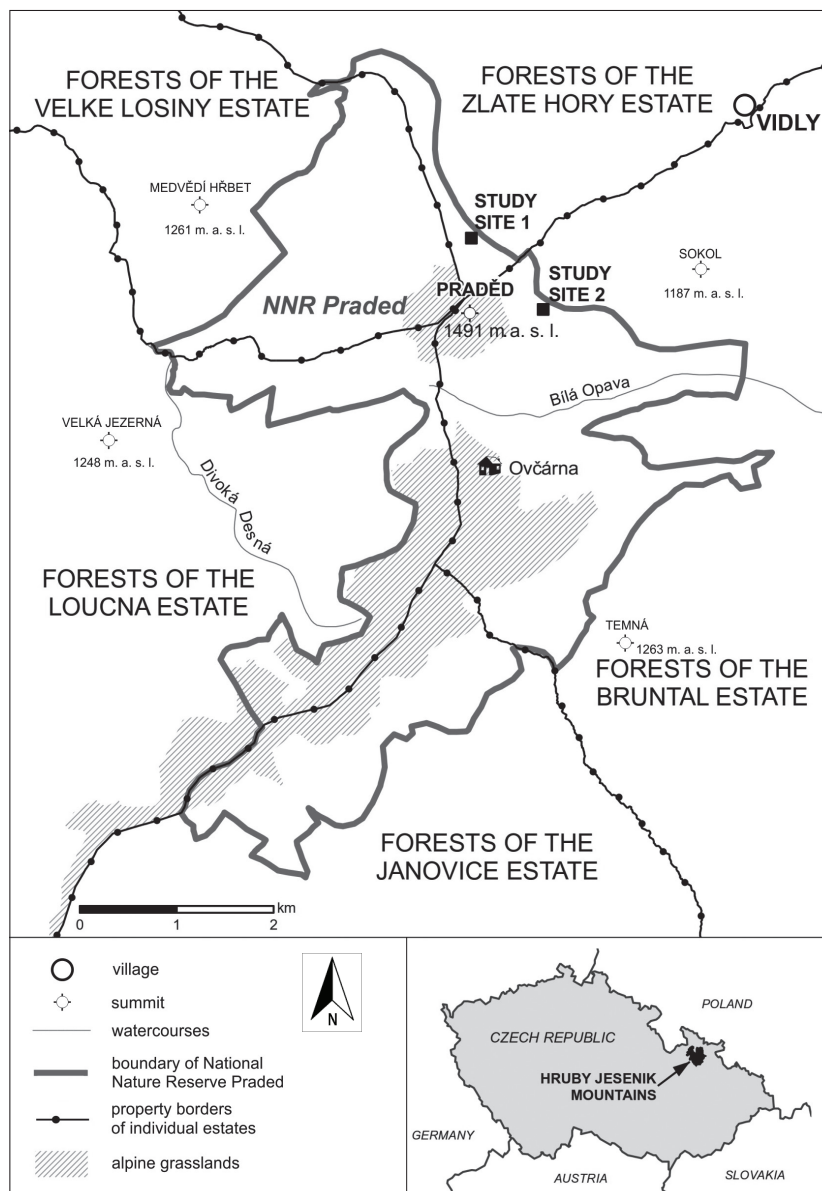 FORESTS OF THE
VELKE LOSINY ESTATE
FORESTS OF THE
ZLATE HORY ESTATE
VIDLY
MEDVĚDÍ HŘBET
1261 m. a. s. l.
STUDY
SITE 1
SOKOL
1187 m. a. s. l.
STUDY
SITE 2
PRADĚD
NNR Praded
1491 m. a. s. l.
Bílá Opava
VELKÁ JEZERNÁ
1248 m. a. s. l.
Ovčárna
Divoká Desná
FORESTS OF THE
LOUCNA ESTATE
TEMNÁ
1263 m. a. s. l.
FORESTS OF THE
BRUNTAL ESTATE
FORESTS OF THE
JANOVICE ESTATE
km
0 1 2
village
summit
watercourses
boundary of National
Nature Reserve Praded
property borders
of individual estates
alpine grasslands
N
POLAND
CZECH REPUBLIC
HRUBY JESENIK
MOUNTAINS
GERMANY
AUSTRIA
SLOVAKIA